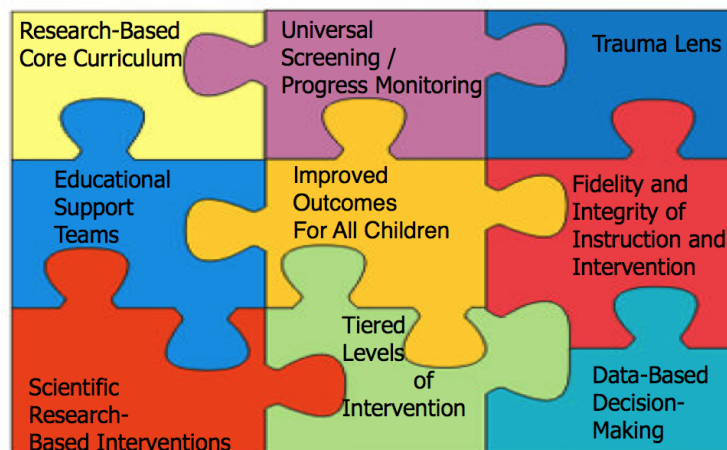 Research-Based
Core Curriculum
Universal
Screening /
Progress Monitoring
Trauma Lens
Educational
Support
Teams
Improved
Outcomes
For All Children
Fidelity and
Integrity of
Instruction and
Intervention
Scientific
Research-
Based Interventions
Tiered
Levels
of
Intervention
Data-Based
Decision-
Making